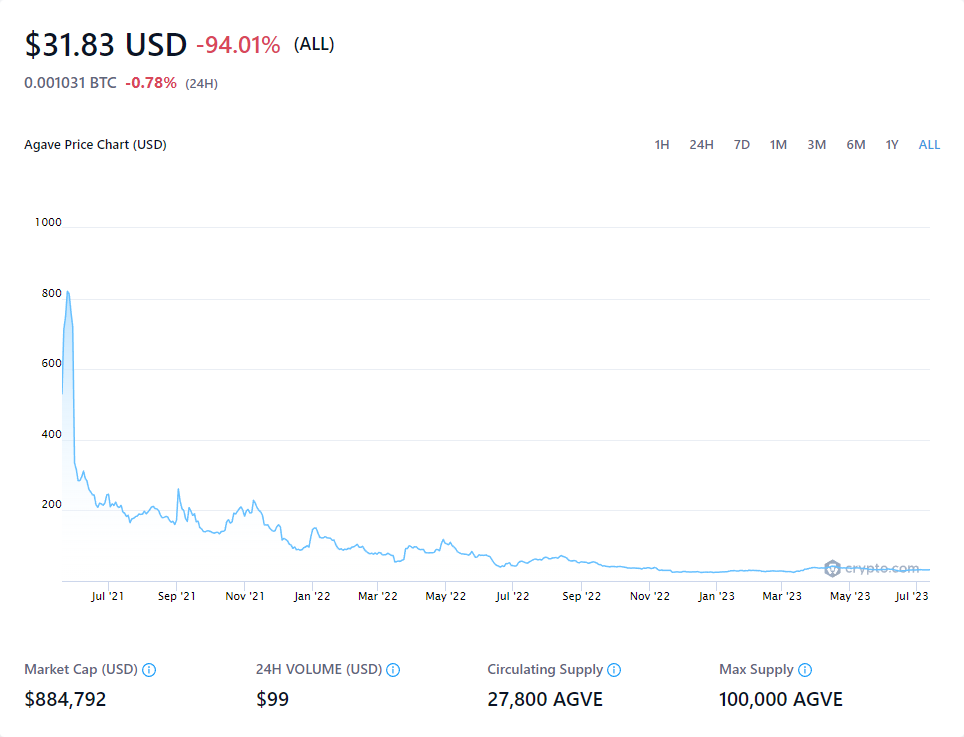 $31.83 USD -94.01% (ALL)
0.001031 BTC -0.78% (24H)
Agave Price Chart (USD) 1H 24H 7D 1M 3M 6M 1Y ALL
1000
800
600
400
200
crypto.com
Jul '21 Sep '21 Nov '21 Jan '22 Mar '22 May '22 Jul '22 Sep '22 Nov '22 Jan '23 Mar '23 May '23 Jul '23
Market Cap (USD) 24H VOLUME (USD) Circulating Supply Max Supply
$884,792 $99 27,800 AGVE 100,000 AGVE